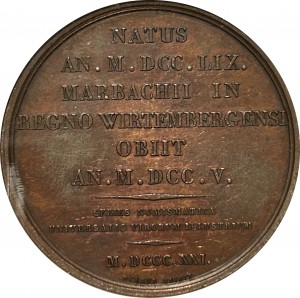 NATUS
AN. M. DCC. LIX.
MARBACHII IN
REGNO WIRTEMBERGENSI
OBIIT
AN. M. DCC. V.
SERIES NUMISMATICA
UNIVERSALIS VIRORUM ILLUSTRIUM
M. DCCC. XXI.